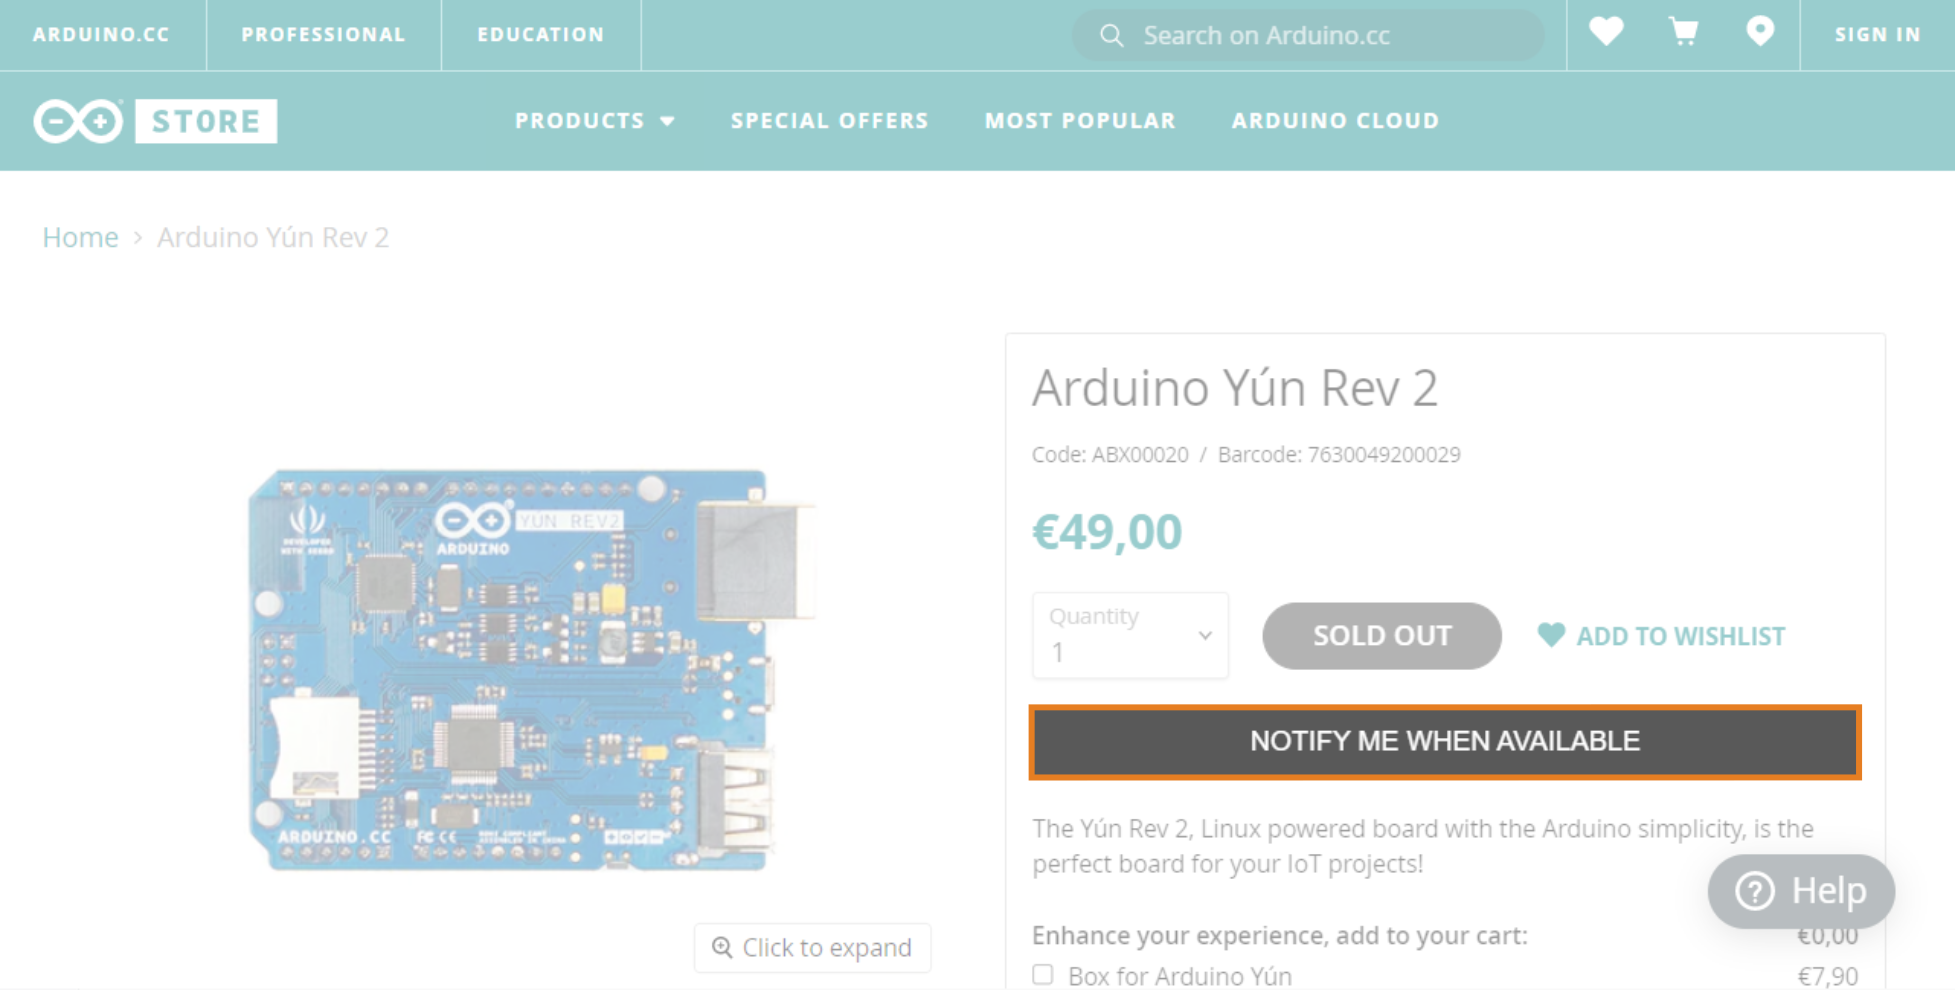 ARDUINO.CC
PROFESSIONAL
EDUCATION
Search on Arduino.cc
SIGN IN
STORE
PRODUCTS
SPECIAL OFFERS
MOST POPULAR
ARDUINO CLOUD
Home > Arduino Yún Rev 2
YUN REV2
ARDUINO
ARDUINO.CC
FC CE
Click to expand
Arduino Yún Rev 2
Code: ABX00020 / Barcode: 7630049200029
€49,00
Quantity
1
SOLD OUT
ADD TO WISHLIST
NOTIFY ME WHEN AVAILABLE
The Yún Rev 2, Linux powered board with the Arduino simplicity, is the
perfect board for your IoT projects!
Help
Enhance your experience, add to your cart:
€0,00
Box for Arduino Yún
€7,90